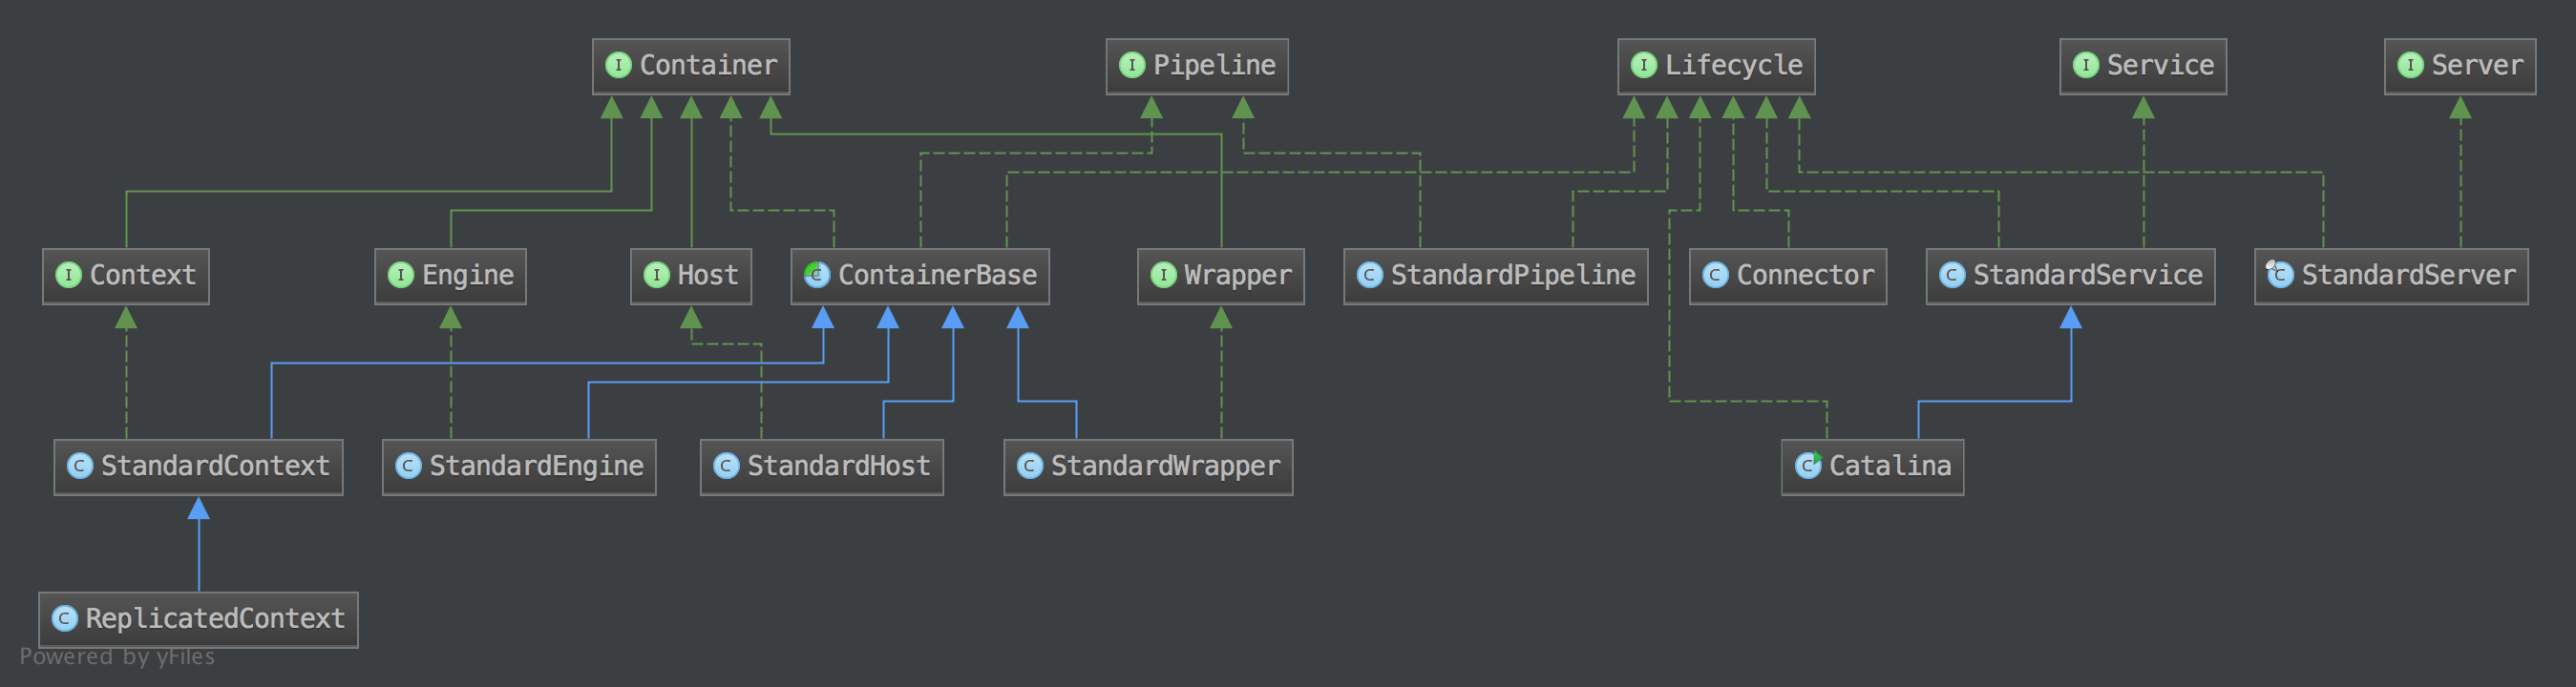 Container
Pipeline
Lifecycle
Service
Server
Context
Engine
Host
ContainerBase
Wrapper
StandardPipeline
Connector
StandardService
StandardServer
StandardContext
StandardEngine
StandardHost
StandardWrapper
Catalina
ReplicatedContext
Powered by yFiles